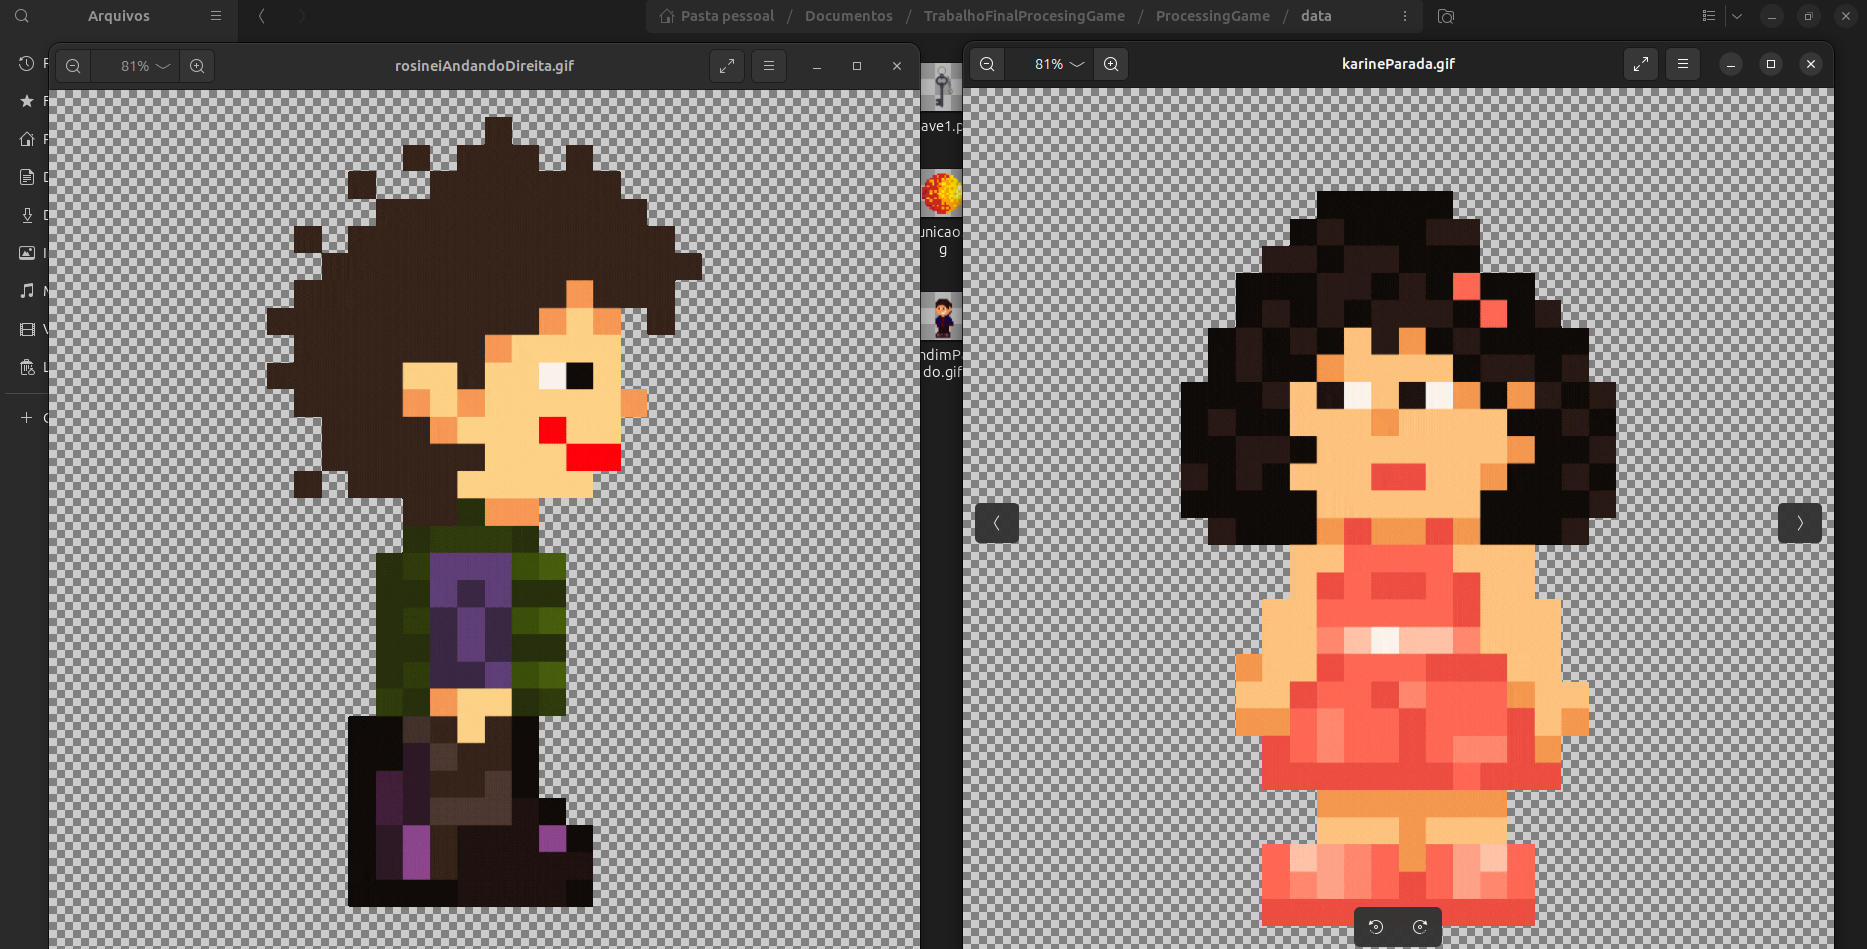 Arquivos
Pasta pessoal / Documentos / TrabalhoFinalProcesingGame / ProcessingGame / data
81%
rosineiAndandoDireita.gif
81%
karineParada.gif
ave1.p
unicao
g
ndimP
do.gif